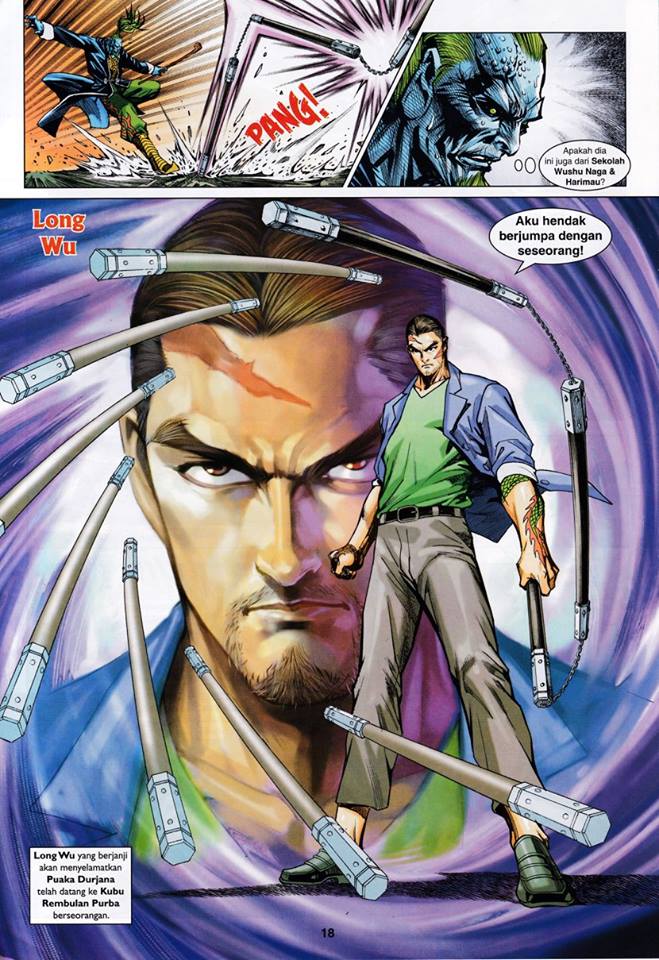 PANG!
Apakah dia
ini juga dari Sekolah
Wushu Naga &
Harimau?
Long
Wu
Aku hendak
berjumpa dengan
seseorang!
Long Wu yang berjanji
akan menyelamatkan
Puaka Durjana
telah datang ke Kubu
Rembulan Purba
berseorangan.
18